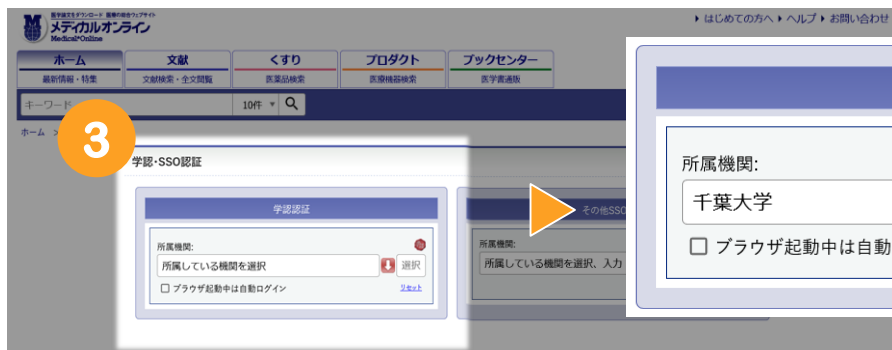 医学論文をダウンロード 医療の総合ウェブサイト
メディカルオンライン
Medical*Online
はじめての方へ ヘルプ お問い合わせ
ホーム 文献 くすり プロダクト ブックセンター
最新情報・特集 文献検索・全文閲覧 医薬品検索 医療機器検索 医学書通販
キーワード 10件
ホーム >
3
学認・SSO認証
学認認証
所属機関:
所属している機関を選択 選択
ブラウザ起動中は自動ログイン リセット
その他SSO
所属機関:
所属している機関を選択、入力
所属機関:
千葉大学
ブラウザ起動中は自動